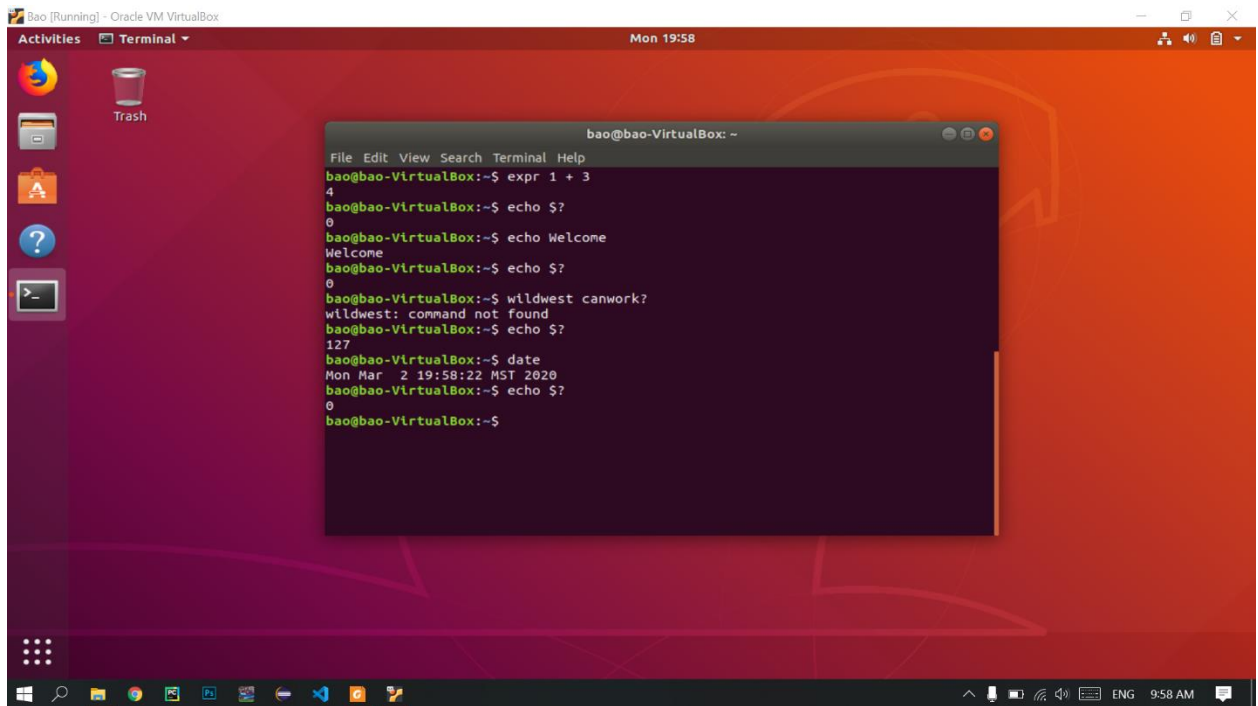 Bao [Running] - Oracle VM VirtualBox
Activities Terminal Mon 19:58
Trash
bao@bao-VirtualBox: ~
File Edit View Search Terminal Help
bao@bao-VirtualBox:~$ expr 1 + 3
4
bao@bao-VirtualBox:~$ echo $?
0
bao@bao-VirtualBox:~$ echo Welcome
Welcome
bao@bao-VirtualBox:~$ echo $?
0
bao@bao-VirtualBox:~$ wildwest canwork?
wildwest: command not found
bao@bao-VirtualBox:~$ echo $?
127
bao@bao-VirtualBox:~$ date
Mon Mar  2 19:58:22 MST 2020
bao@bao-VirtualBox:~$ echo $?
0
bao@bao-VirtualBox:~$
ENG 9:58 AM